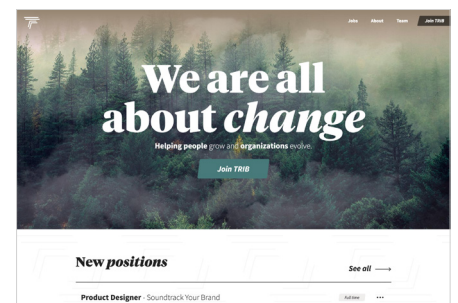 Jobs About Team Join TRIB
We are all
about change
Helping people grow and organizations evolve.
Join TRIB
New positions
See all
Product Designer - Soundtrack Your Brand
Full time